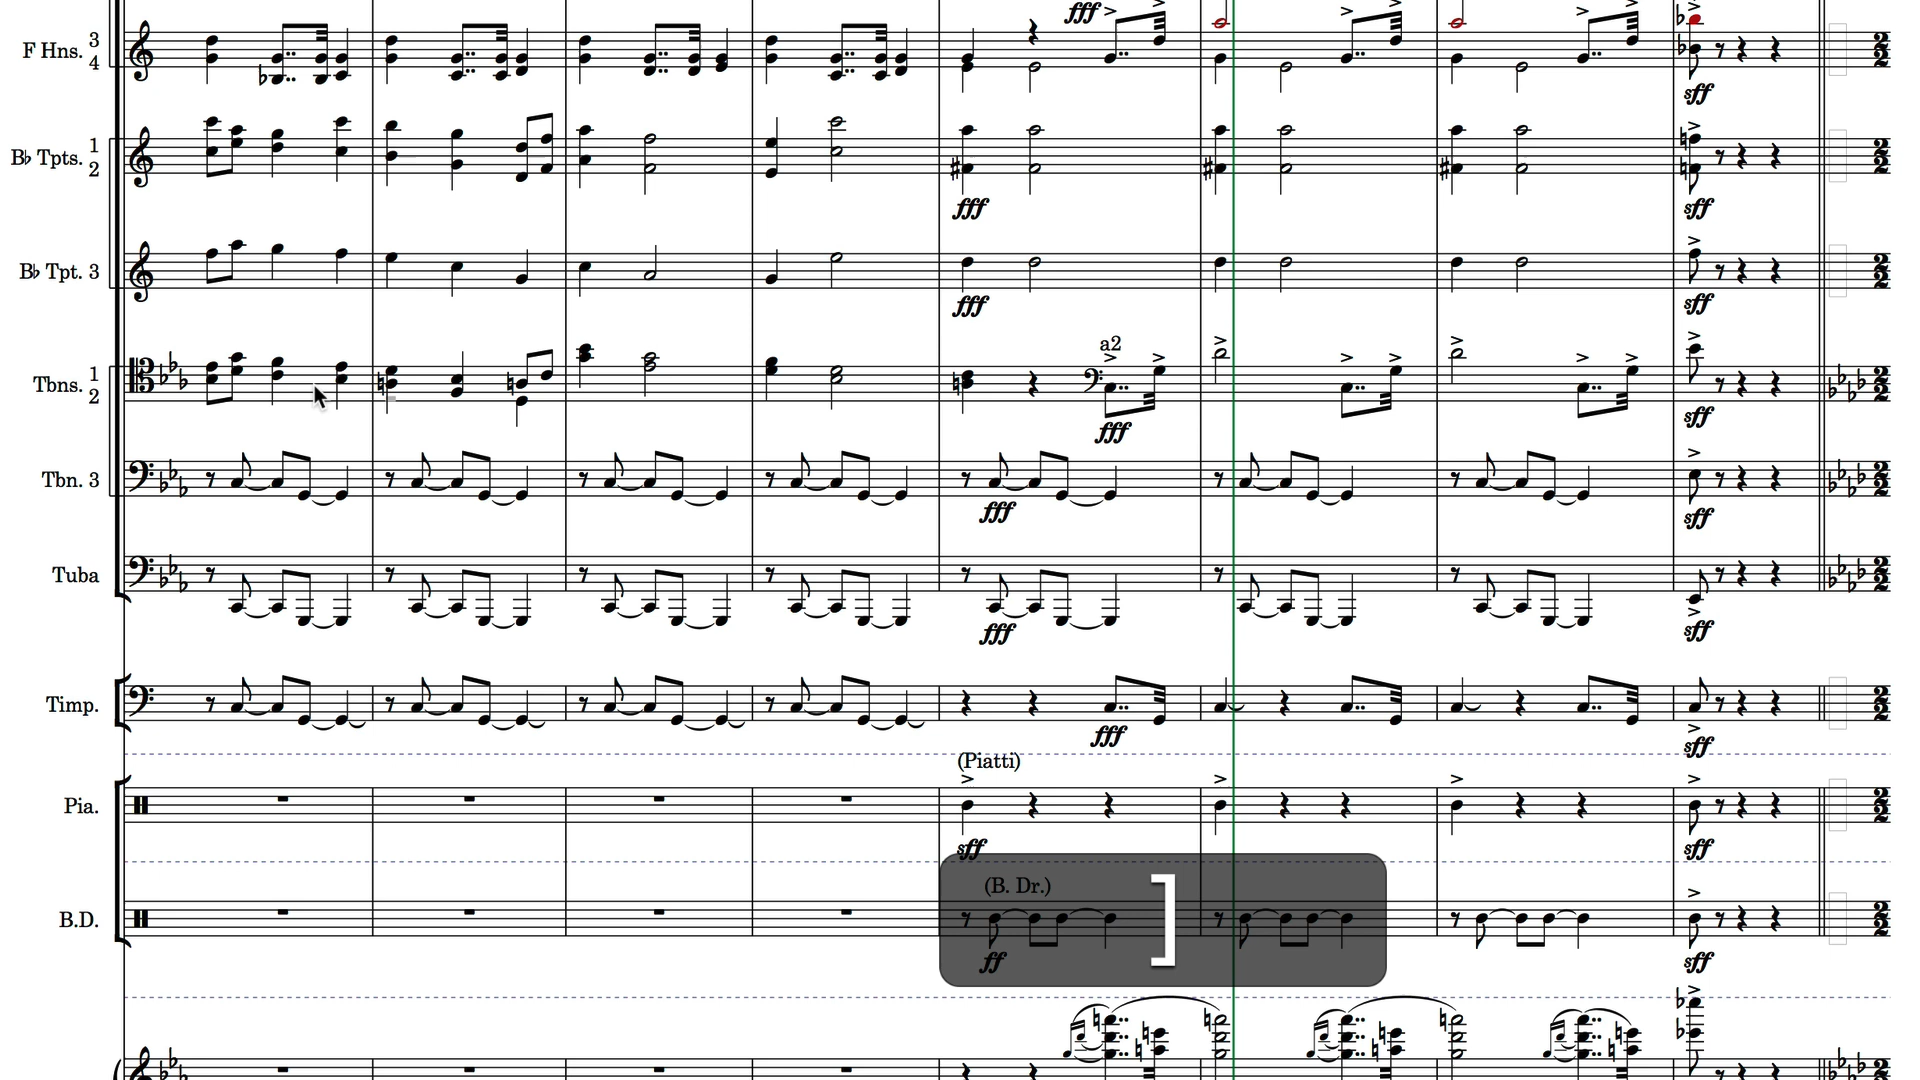 fff
F Hns. 3
4
sff
B♭ Tpts. 1
2
fff
sff
B♭ Tpt. 3
fff
sff
a2
Tbns. 1
2
fff
sff
Tbn. 3
fff
sff
Tuba
fff
sff
Timp.
fff
sff
(Piatti)
Pia.
sff
sff
(B. Dr.)
]
B.D.
ff
sff